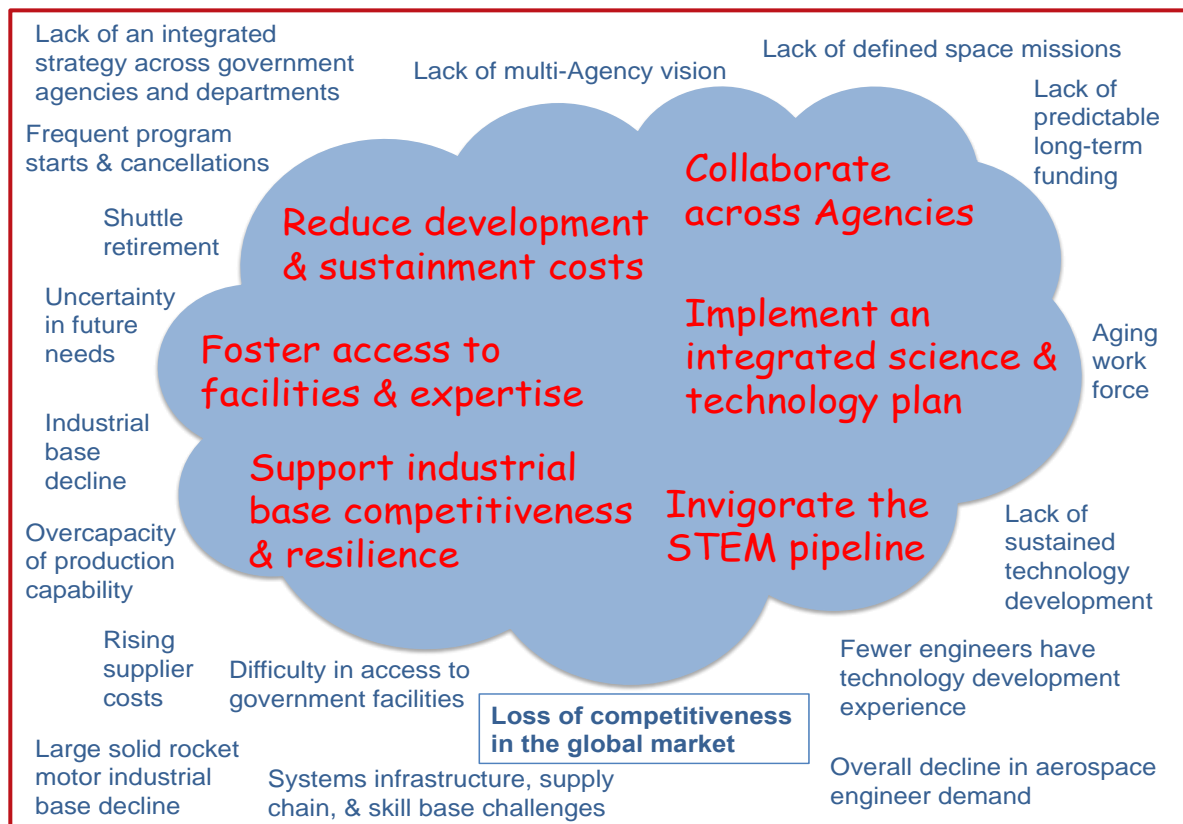 Lack of an integrated
strategy across government
agencies and departments
Lack of multi-Agency vision
Lack of defined space missions
Lack of
predictable
long-term
funding
Frequent program
starts & cancellations
Shuttle
retirement
Uncertainty
in future
needs
Industrial
base
decline
Overcapacity
of production
capability
Rising
supplier
costs
Large solid rocket
motor industrial
base decline
Collaborate
across Agencies
Reduce development
& sustainment costs
Implement an
integrated science &
technology plan
Foster access to
facilities & expertise
Support industrial
base competitiveness
& resilience
Invigorate the
STEM pipeline
Aging
work
force
Lack of
sustained
technology
development
Difficulty in access to
government facilities
Loss of competitiveness
in the global market
Systems infrastructure, supply
chain, & skill base challenges
Fewer engineers have
technology development
experience
Overall decline in aerospace
engineer demand